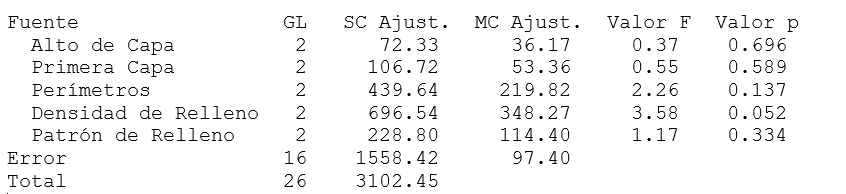 Fuente GL SC Ajust. MC Ajust. Valor F Valor p
Alto de Capa 2 72.33 36.17 0.37 0.696
Primera Capa 2 106.72 53.36 0.55 0.589
Perímetros 2 439.64 219.82 2.26 0.137
Densidad de Relleno 2 696.54 348.27 3.58 0.052
Patrón de Relleno 2 228.80 114.40 1.17 0.334
Error 16 1558.42 97.40
Total 26 3102.45